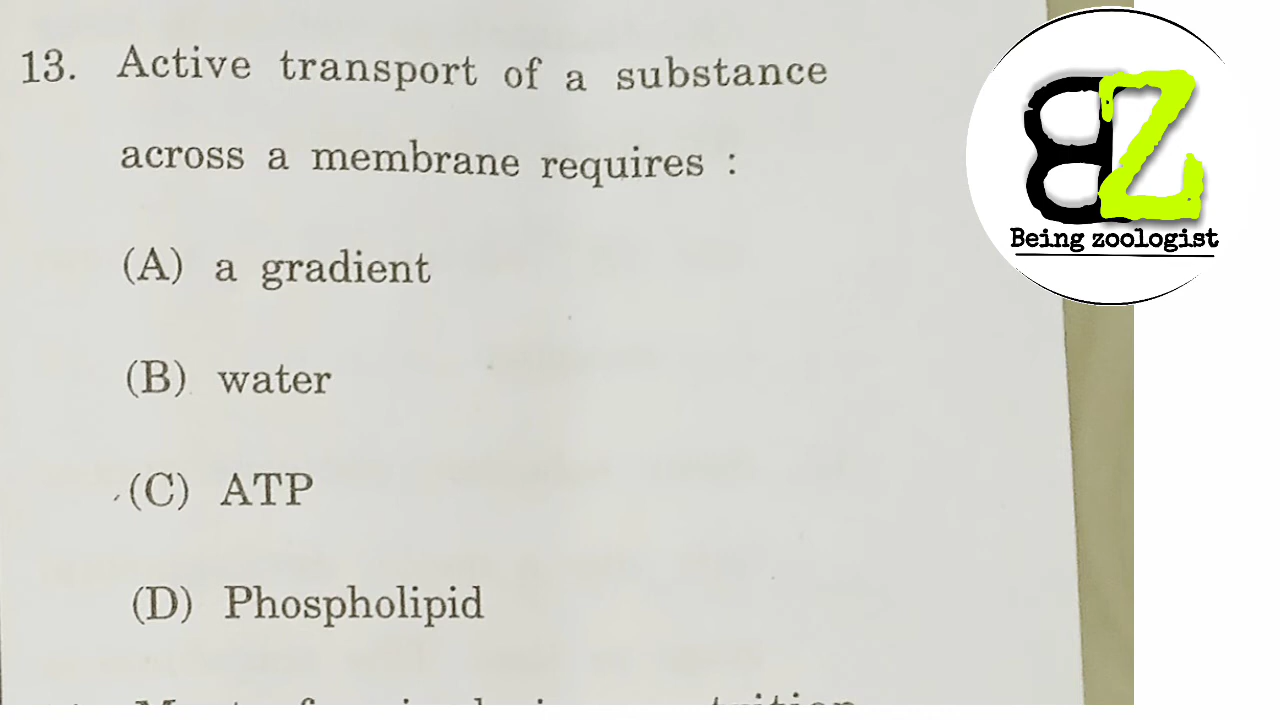 13. Active transport of a substance
across a membrane requires :
(A) a gradient
(B) water
(C) ATP
(D) Phospholipid
BZ
Being zoologist